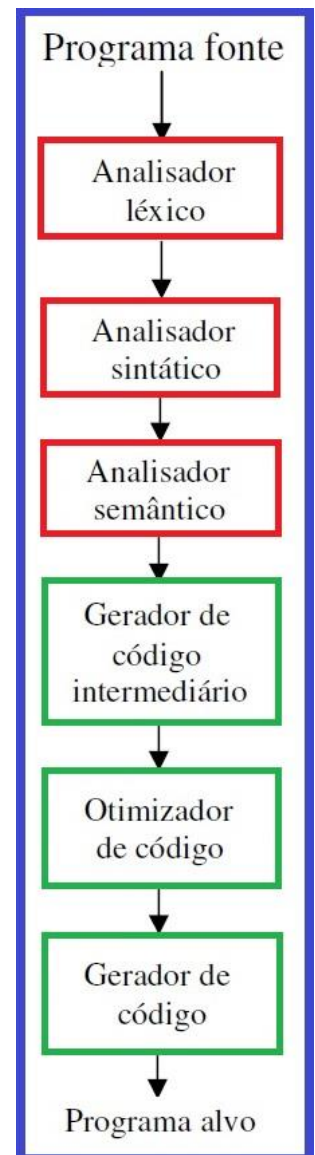 Programa fonte
Analisador
léxico
Analisador
sintático
Analisador
semântico
Gerador de
código
intermediário
Otimizador
de código
Gerador de
código
Programa alvo